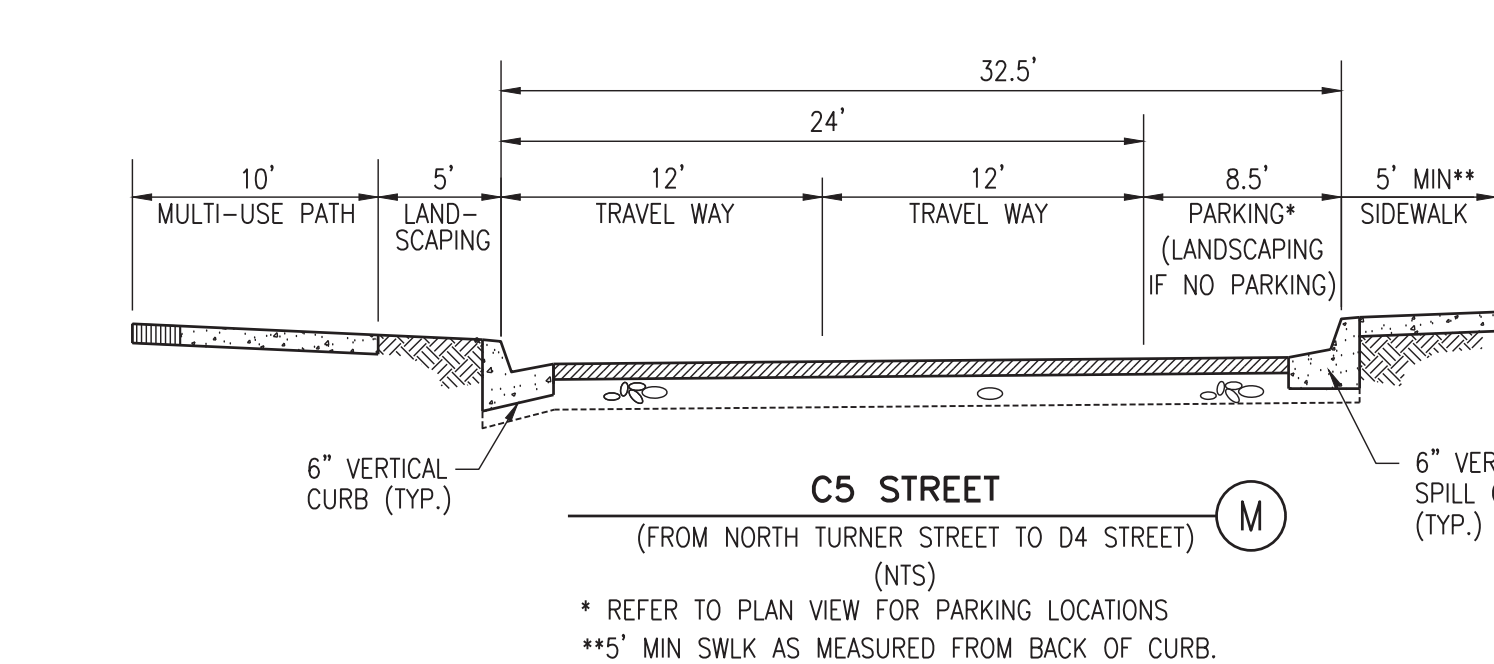 32.5’
24’
10’ 5’ 12’ 12’ 8.5’ 5’ MIN**
MULTI-USE PATH LAND- TRAVEL WAY TRAVEL WAY PARKING* SIDEWALK
SCAPING (LANDSCAPING
IF NO PARKING)
6” VERTICAL
CURB (TYP.)
6”
SPILL
(TYP.)
C5 STREET
M
(FROM NORTH TURNER STREET TO D4 STREET)
(NTS)
* REFER TO PLAN VIEW FOR PARKING LOCATIONS
**5’ MIN SWLK AS MEASURED FROM BACK OF CURB.